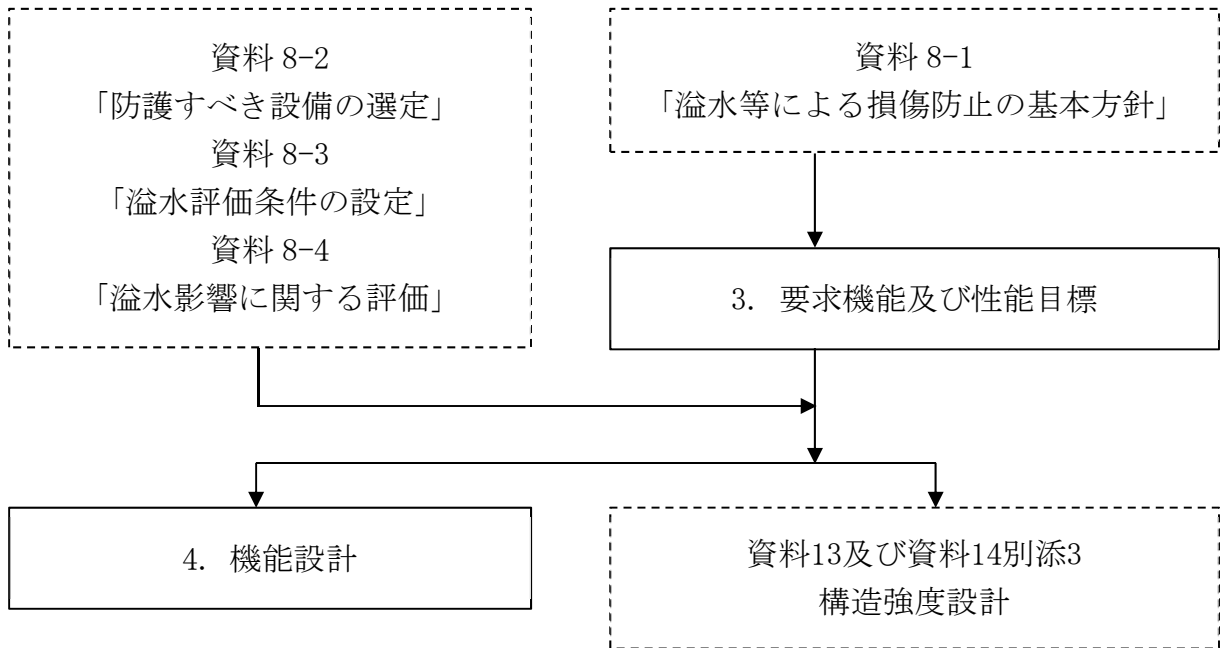 資料 8-2
「防護すべき設備の選定」
資料 8-3
「溢水評価条件の設定」
資料 8-4
「溢水影響に関する評価」
資料 8-1
「溢水等による損傷防止の基本方針」
3. 要求機能及び性能目標
4. 機能設計
資料13及び資料14別添3
構造強度設計